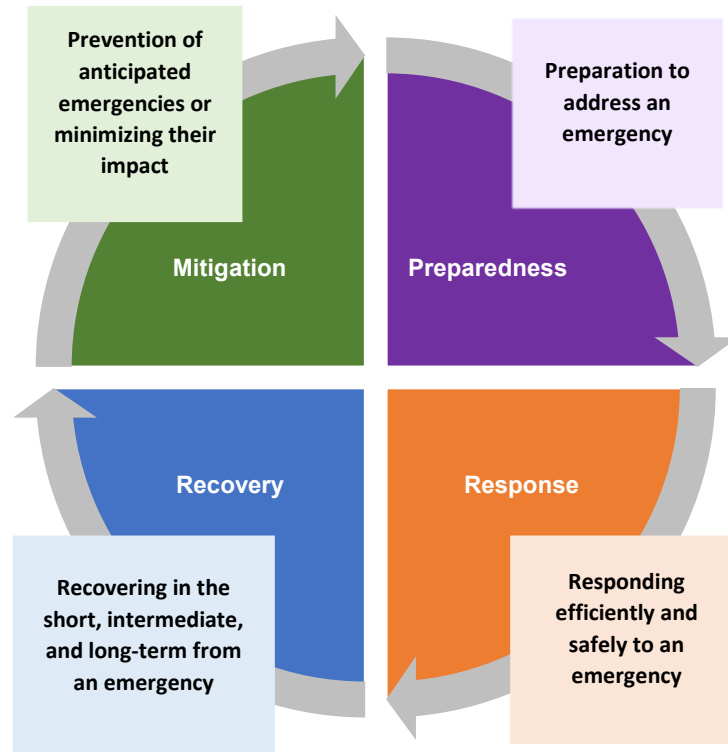 Prevention of
anticipated
emergencies or
minimizing their
impact
Preparation to
address an
emergency
Mitigation
Preparedness
Recovery
Response
Recovering in the
short, intermediate,
and long-term from
an emergency
Responding
efficiently and
safely to an
emergency